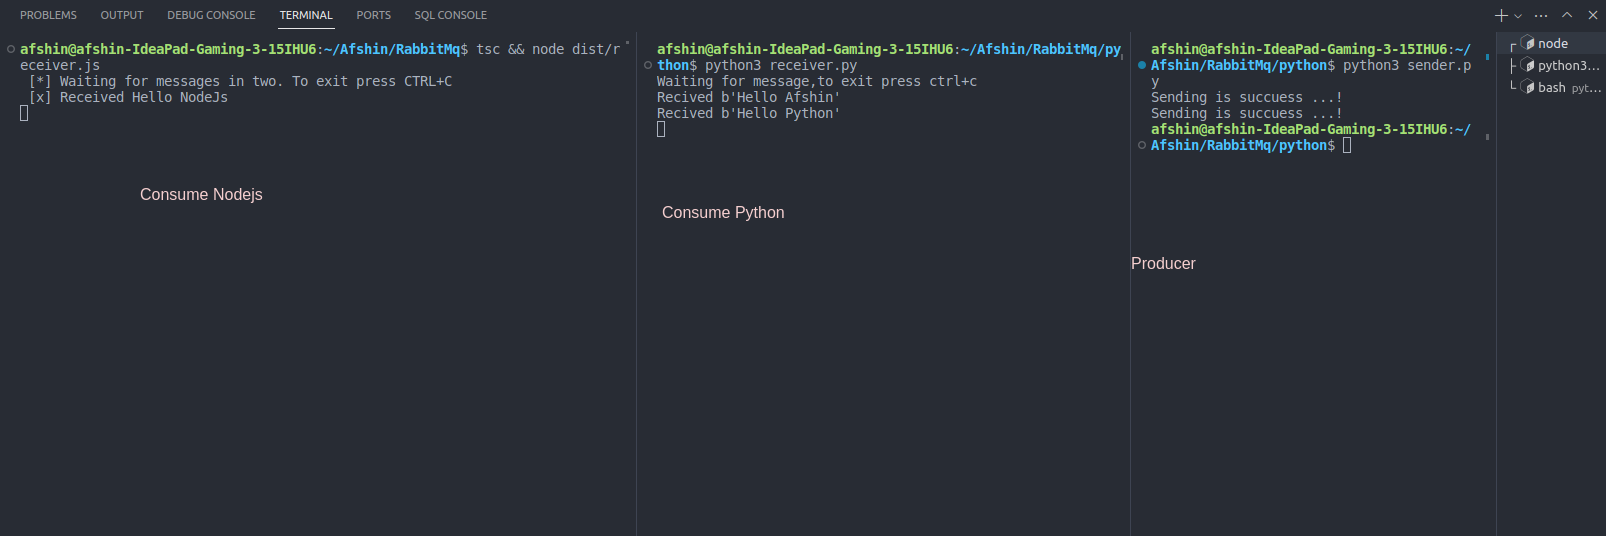 PROBLEMS OUTPUT DEBUG CONSOLE TERMINAL PORTS SQL CONSOLE
afshin@afshin-IdeaPad-Gaming-3-15IHU6:~/Afshin/RabbitMq$ tsc && node dist/r
eceiver.js
[*] Waiting for messages in two. To exit press CTRL+C
[x] Received Hello NodeJs
Consume Nodejs
afshin@afshin-IdeaPad-Gaming-3-15IHU6:~/Afshin/RabbitMq/py
thon$ python3 receiver.py
Waiting for message,to exit press ctrl+c
Recived b'Hello Afshin'
Recived b'Hello Python'
Consume Python
afshin@afshin-IdeaPad-Gaming-3-15IHU6:~/
Afshin/RabbitMq/python$ python3 sender.p
y
Sending is succuess ...!
Sending is succuess ...!
afshin@afshin-IdeaPad-Gaming-3-15IHU6:~/
Afshin/RabbitMq/python$
Producer
node
python3...
bash pyt...